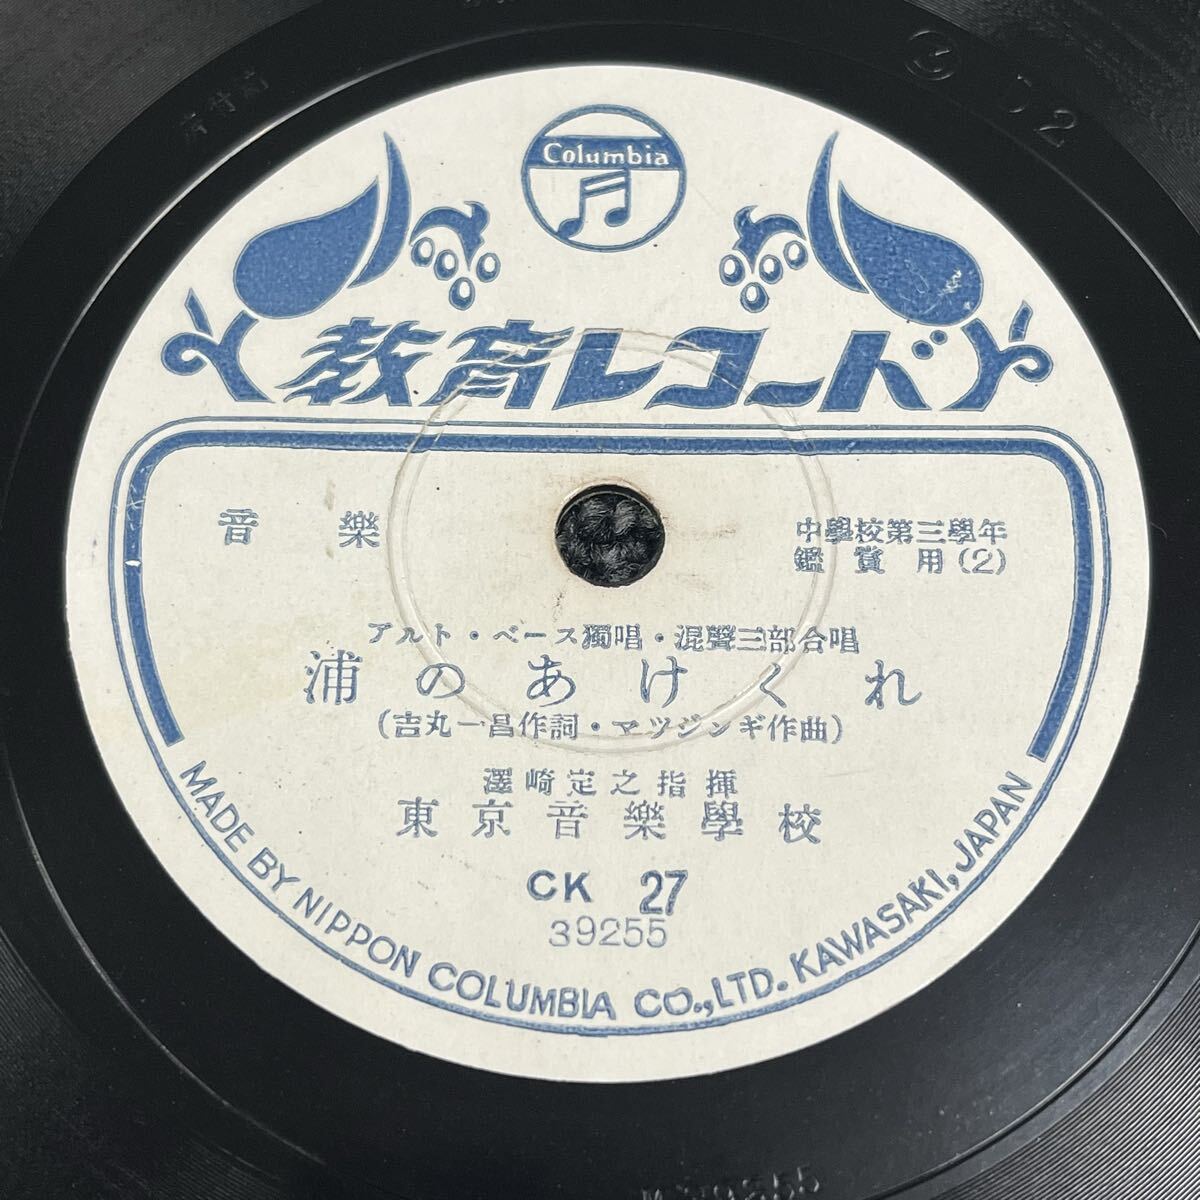 Columbia
教育レコード
音樂
中學校第三學年
鑑賞用(2)
アルト・ベース獨唱・混聲三部合唱
浦のあけくれ
(吉丸一昌作詞・マツジンギ作曲)
澤崎定之指揮
東京音樂學校
CK 27
39255
MADE BY NIPPON COLUMBIA CO.,LTD. KAWASAKI, JAPAN